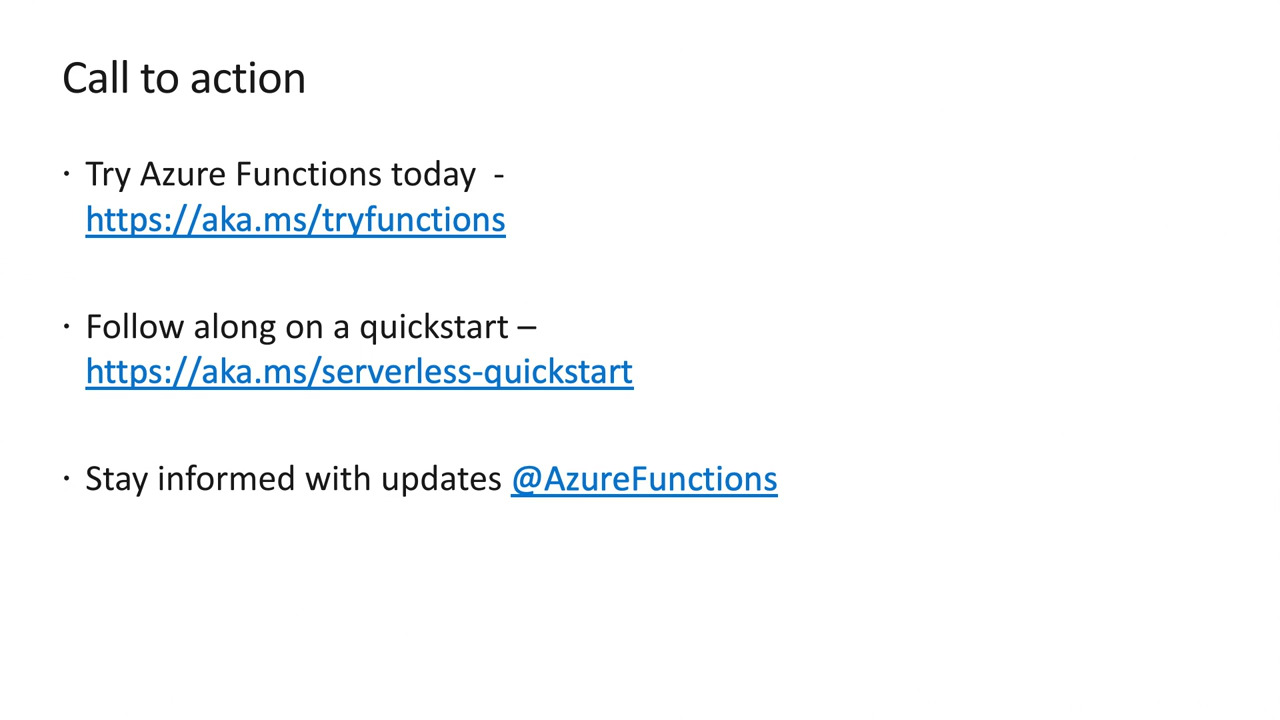 Call to action
· Try Azure Functions today  -
https://aka.ms/tryfunctions
· Follow along on a quickstart –
https://aka.ms/serverless-quickstart
· Stay informed with updates @AzureFunctions